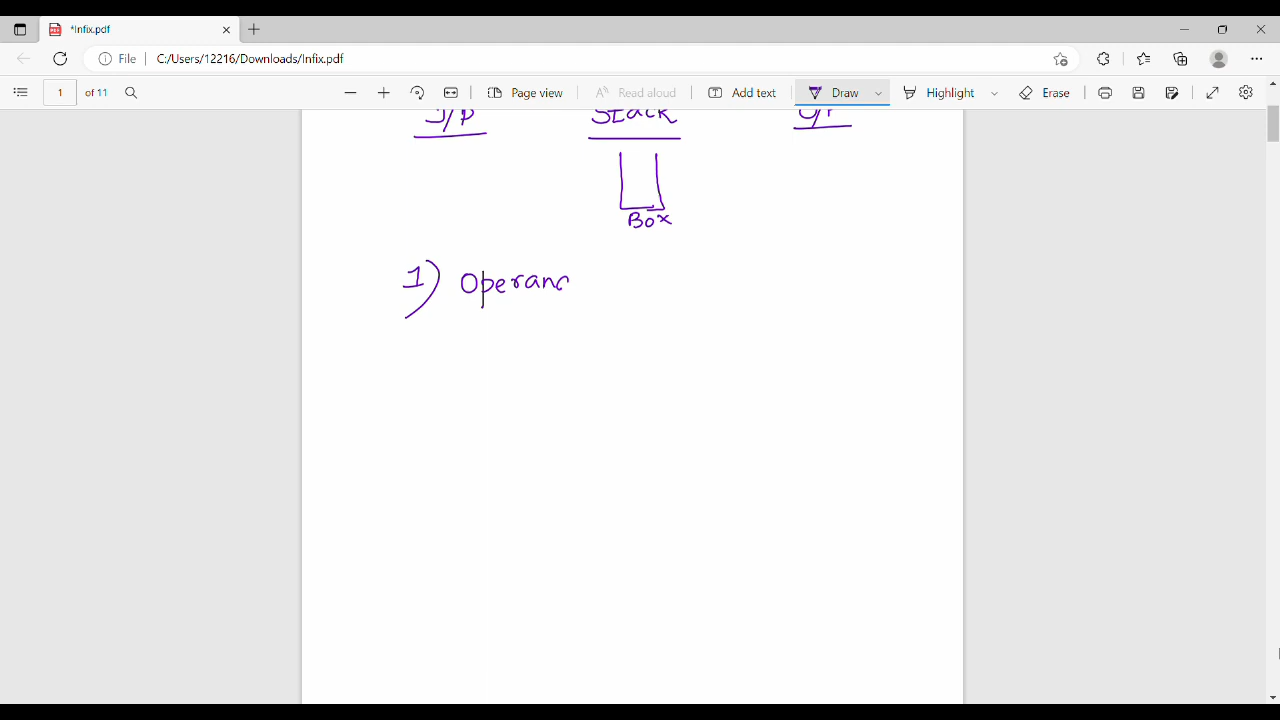 *Infix.pdf
File C:/Users/12216/Downloads/Infix.pdf
1 of 11 Page view Read aloud Add text Draw Highlight Erase
I/P Stack O/P
Box
1) Operand